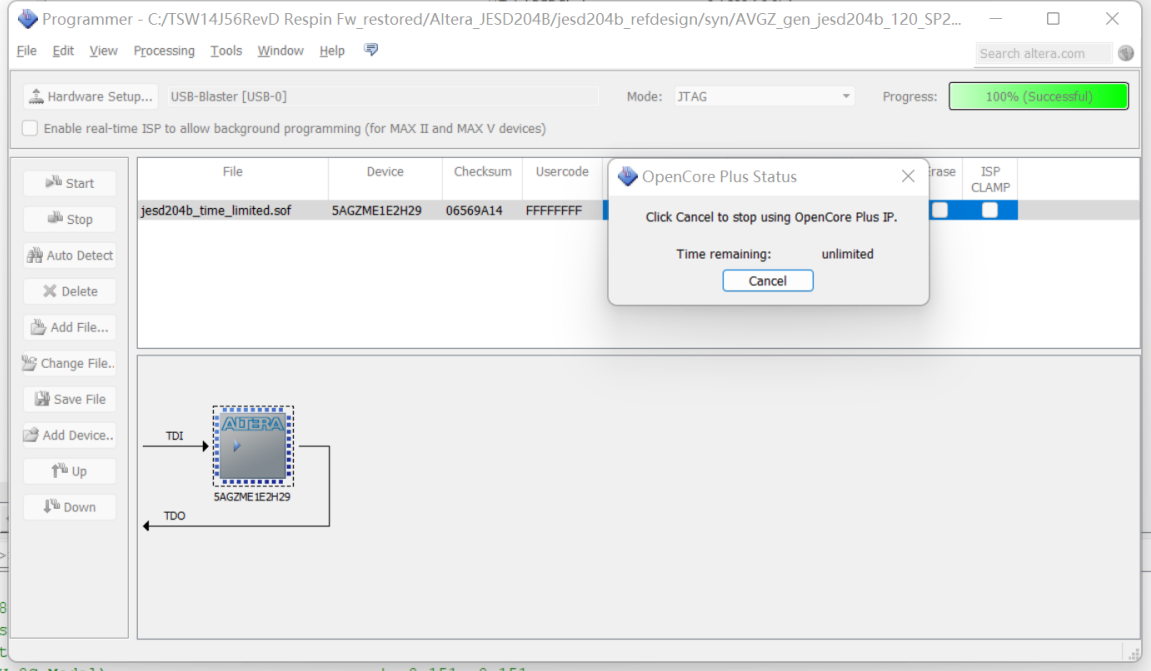 Programmer - C:/TSW14J56RevD Respin Fw_restored/Altera_JESD204B/jesd204b_refdesign/syn/AVGZ_gen_jesd204b_120_SP2...
File Edit View Processing Tools Window Help
Search altera.com
Hardware Setup... USB-Blaster [USB-0] Mode: JTAG Progress: 100% (Successful)
Enable real-time ISP to allow background programming (for MAX II and MAX V devices)
Start
Stop
Auto Detect
Delete
Add File...
Change File..
Save File
Add Device..
Up
Down
File Device Checksum Usercode ISP
CLAMP
jesd204b_time_limited.sof 5AGZME1E2H29 06569A14 FFFFFFFF
OpenCore Plus Status
Click Cancel to stop using OpenCore Plus IP.
Time remaining: unlimited
Cancel
TDI
ALTERA
5AGZME1E2H29
TDO